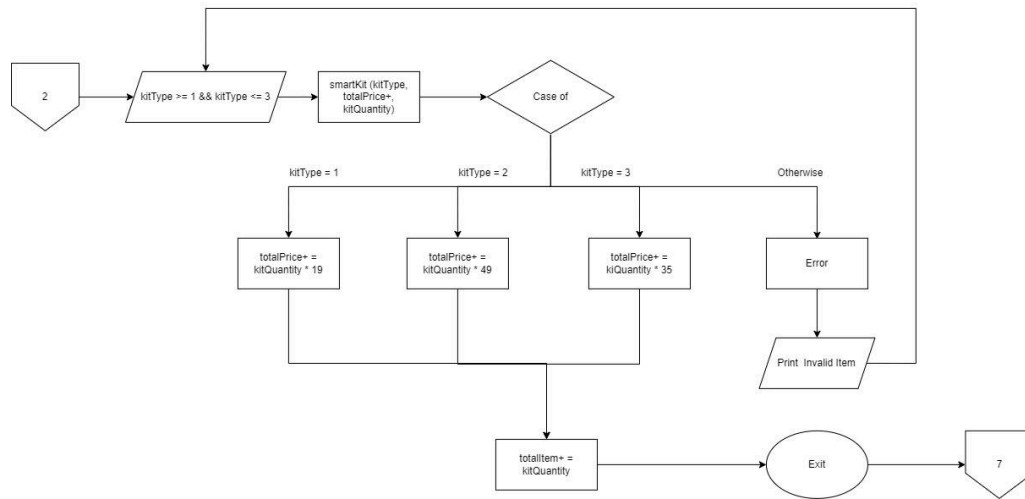 2
kitType >= 1 && kitType <= 3
smartKit (kitType,
totalPrice+,
kitQuantity)
Case of
kitType = 1
kitType = 2
kitType = 3
Otherwise
totalPrice+ =
kitQuantity * 19
totalPrice+ =
kitQuantity * 49
totalPrice+ =
kiQuantity * 35
Error
Print Invalid Item
totalItem+ =
kitQuantity
Exit
7